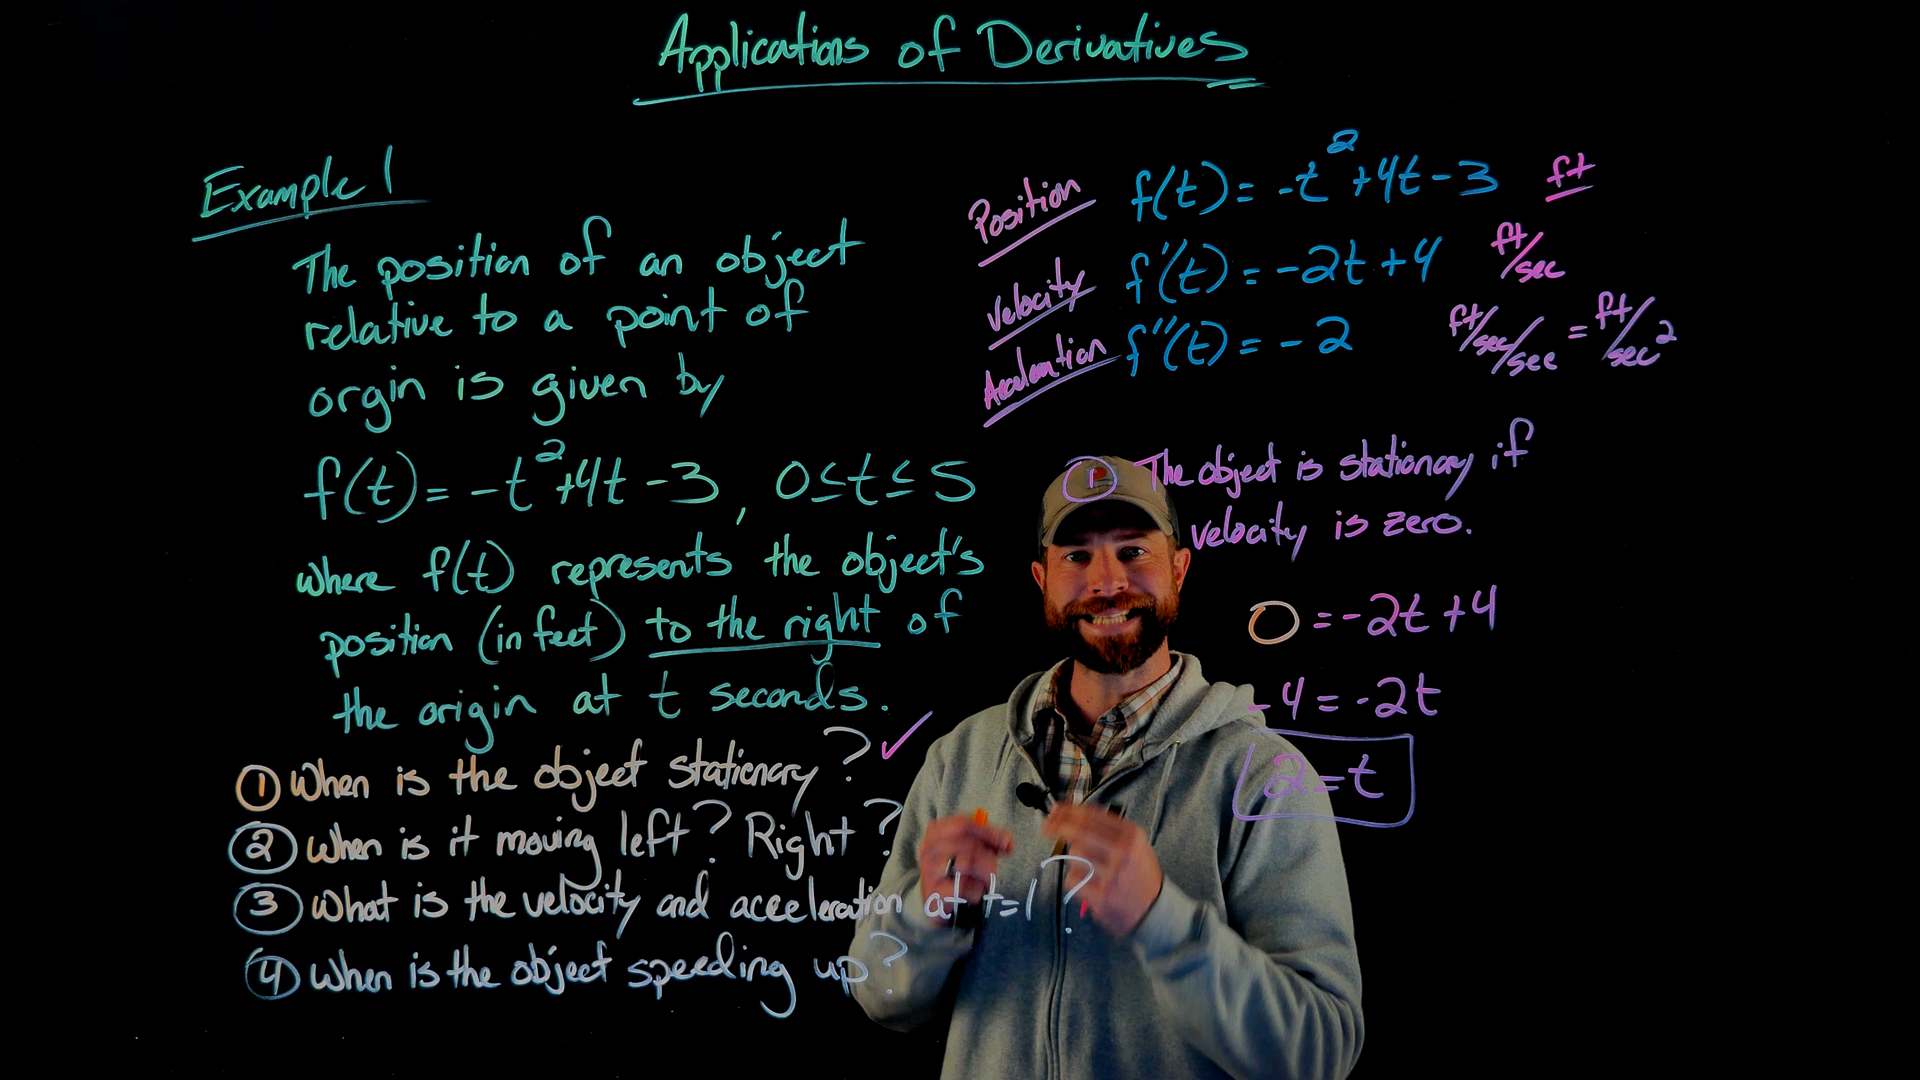 Applications of Derivatives
Example 1
The position of an object
relative to a point of
orgin is given by
f(t) = -t²+4t-3, 0≤t≤5
where f(t) represents the object's
position (in feet) to the right of
the origin at t seconds.
① When is the object stationary? ✓
② When is it moving left? Right?
③ What is the velocity and acceleration at t=1?
④ When is the object speeding up?
Position f(t) = -t²+4t-3 ft
Velocity f'(t) = -2t+4 ft/sec
Acceleration f''(t) = -2 ft/sec/sec = ft/sec²
① The object is stationary if
velocity is zero.
0 = -2t+4
-4 = -2t
2 = t